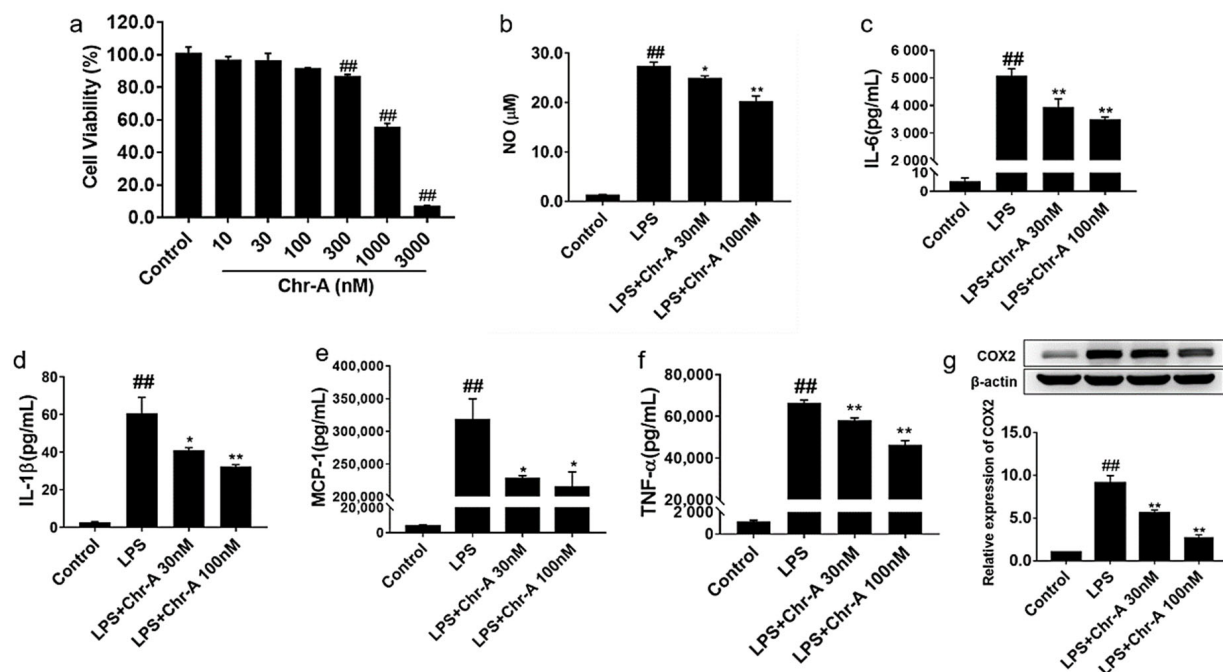 a
120.0
100.0
80.0
60.0
40.0
20.0
0.0
Cell Viability (%)
##
##
##
Control
10
30
100
300
1000
3000
Chr-A (nM)
b
30.0
20.0
10.0
0.0
NO (μM)
##
*
**
Control
LPS
LPS+Chr-A 30nM
LPS+Chr-A 100nM
c
6 000
5 000
4 000
3 000
2 000
10
0
IL-6(pg/mL)
##
**
**
Control
LPS
LPS+Chr-A 30nM
LPS+Chr-A 100nM
d
80
60
40
20
0
IL-1β(pg/mL)
##
*
**
Control
LPS
LPS+Chr-A 30nM
LPS+Chr-A 100nM
e
400,000
350,000
300,000
250,000
200,000
20,000
0
MCP-1(pg/mL)
##
*
*
Control
LPS
LPS+Chr-A 30nM
LPS+Chr-A 100nM
f
80,000
60,000
40,000
20,000
2 000
0
TNF-α(pg/mL)
##
**
**
Control
LPS
LPS+Chr-A 30nM
LPS+Chr-A 100nM
g
COX2
β-actin
15.0
10.0
5.0
0.0
Relative expression of COX2
##
**
**
Control
LPS
LPS+Chr-A 30nM
LPS+Chr-A 100nM